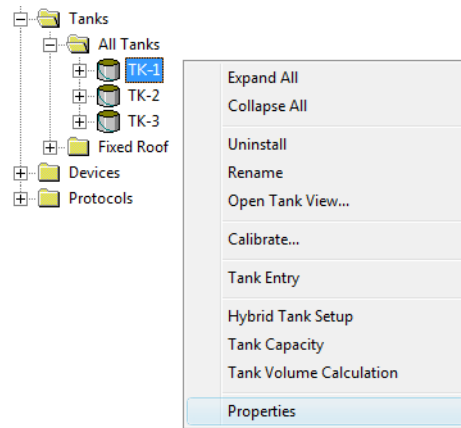 Tanks
All Tanks
TK-1
TK-2
TK-3
Fixed Roof
Devices
Protocols
Expand All
Collapse All
Uninstall
Rename
Open Tank View...
Calibrate...
Tank Entry
Hybrid Tank Setup
Tank Capacity
Tank Volume Calculation
Properties